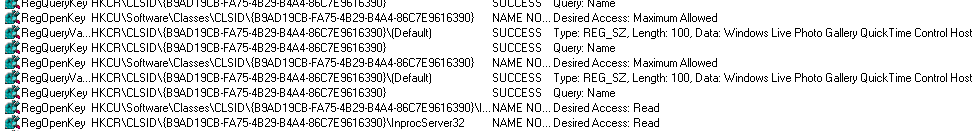 RegQueryKey HKCR\CLSID\{B9AD19CB-FA75-4B29-B4A4-86C7E9616390} SUCCESS Query: Name
RegOpenKey HKCU\Software\Classes\CLSID\{B9AD19CB-FA75-4B29-B4A4-86C7E9616390} NAME NO... Desired Access: Maximum Allowed
RegQueryVa... HKCR\CLSID\{B9AD19CB-FA75-4B29-B4A4-86C7E9616390}\(Default) SUCCESS Type: REG_SZ, Length: 100, Data: Windows Live Photo Gallery QuickTime Control Host
RegQueryKey HKCR\CLSID\{B9AD19CB-FA75-4B29-B4A4-86C7E9616390} SUCCESS Query: Name
RegOpenKey HKCU\Software\Classes\CLSID\{B9AD19CB-FA75-4B29-B4A4-86C7E9616390} NAME NO... Desired Access: Maximum Allowed
RegQueryVa... HKCR\CLSID\{B9AD19CB-FA75-4B29-B4A4-86C7E9616390}\(Default) SUCCESS Type: REG_SZ, Length: 100, Data: Windows Live Photo Gallery QuickTime Control Host
RegQueryKey HKCR\CLSID\{B9AD19CB-FA75-4B29-B4A4-86C7E9616390} SUCCESS Query: Name
RegOpenKey HKCU\Software\Classes\CLSID\{B9AD19CB-FA75-4B29-B4A4-86C7E9616390}\I... NAME NO... Desired Access: Read
RegOpenKey HKCR\CLSID\{B9AD19CB-FA75-4B29-B4A4-86C7E9616390}\InprocServer32 NAME NO... Desired Access: Read